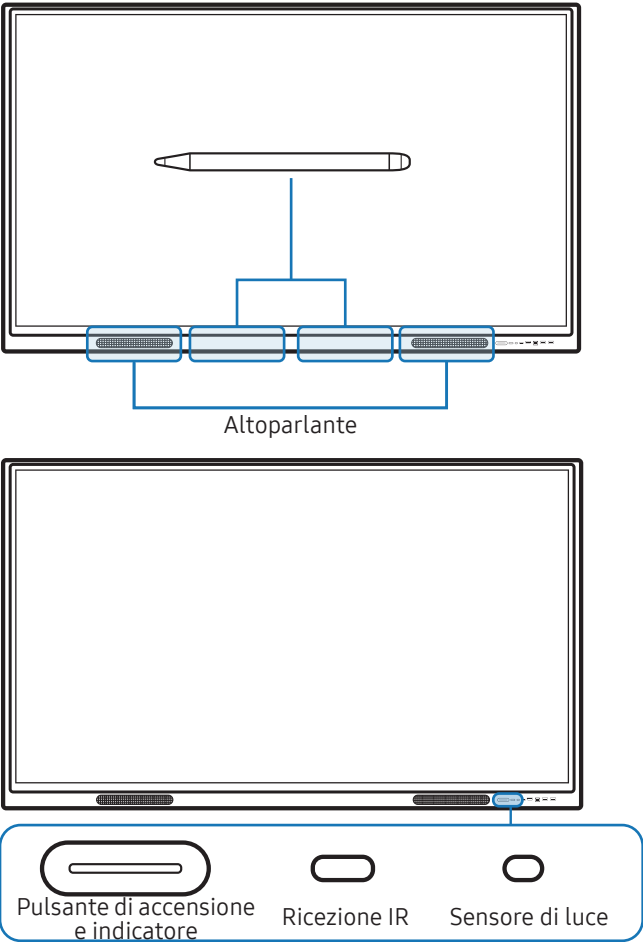 Altoparlante
Pulsante di accensione
e indicatore
Ricezione IR
Sensore di luce